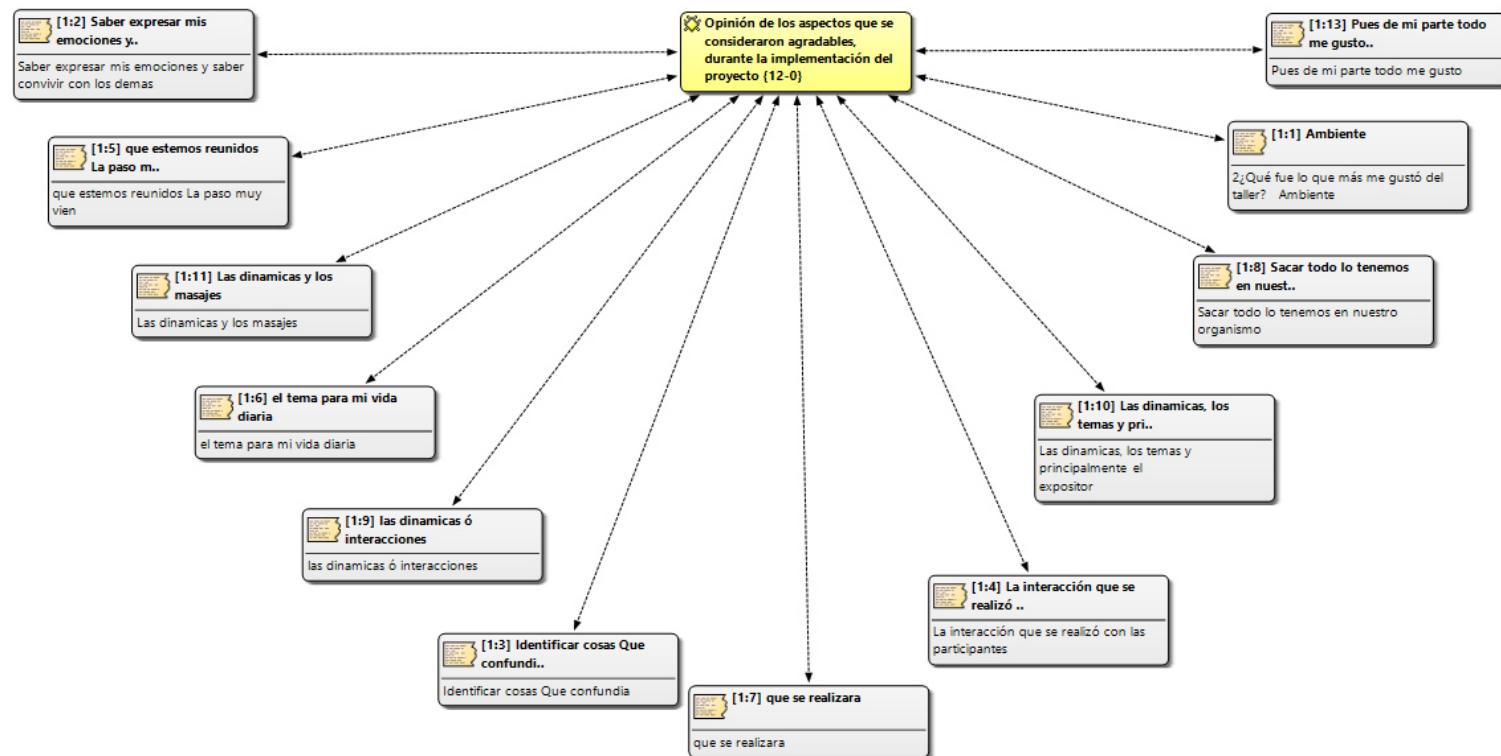 [1:2] Saber expresar mis
emociones y..
Saber expresar mis emociones y saber
convivir con los demas
Opinión de los aspectos que se
consideraron agradables,
durante la implementación del
proyecto {12-0}
[1:13] Pues de mi parte todo
me gusto..
Pues de mi parte todo me gusto
[1:5] que estemos reunidos
La paso m..
que estemos reunidos La paso muy
vien
[1:1] Ambiente
2¿Qué fue lo que más me gustó del
taller? Ambiente
[1:11] Las dinamicas y los
masajes
Las dinamicas y los masajes
[1:8] Sacar todo lo tenemos
en nuest..
Sacar todo lo tenemos en nuestro
organismo
[1:6] el tema para mi vida
diaria
el tema para mi vida diaria
[1:10] Las dinamicas, los
temas y pri..
Las dinamicas, los temas y
principalmente el
expositor
[1:9] las dinamicas ó
interacciones
las dinamicas ó interacciones
[1:4] La interacción que se
realizó ..
La interacción que se realizó con las
participantes
[1:3] Identificar cosas Que
confundi..
Identificar cosas Que confundia
[1:7] que se realizara
que se realizara